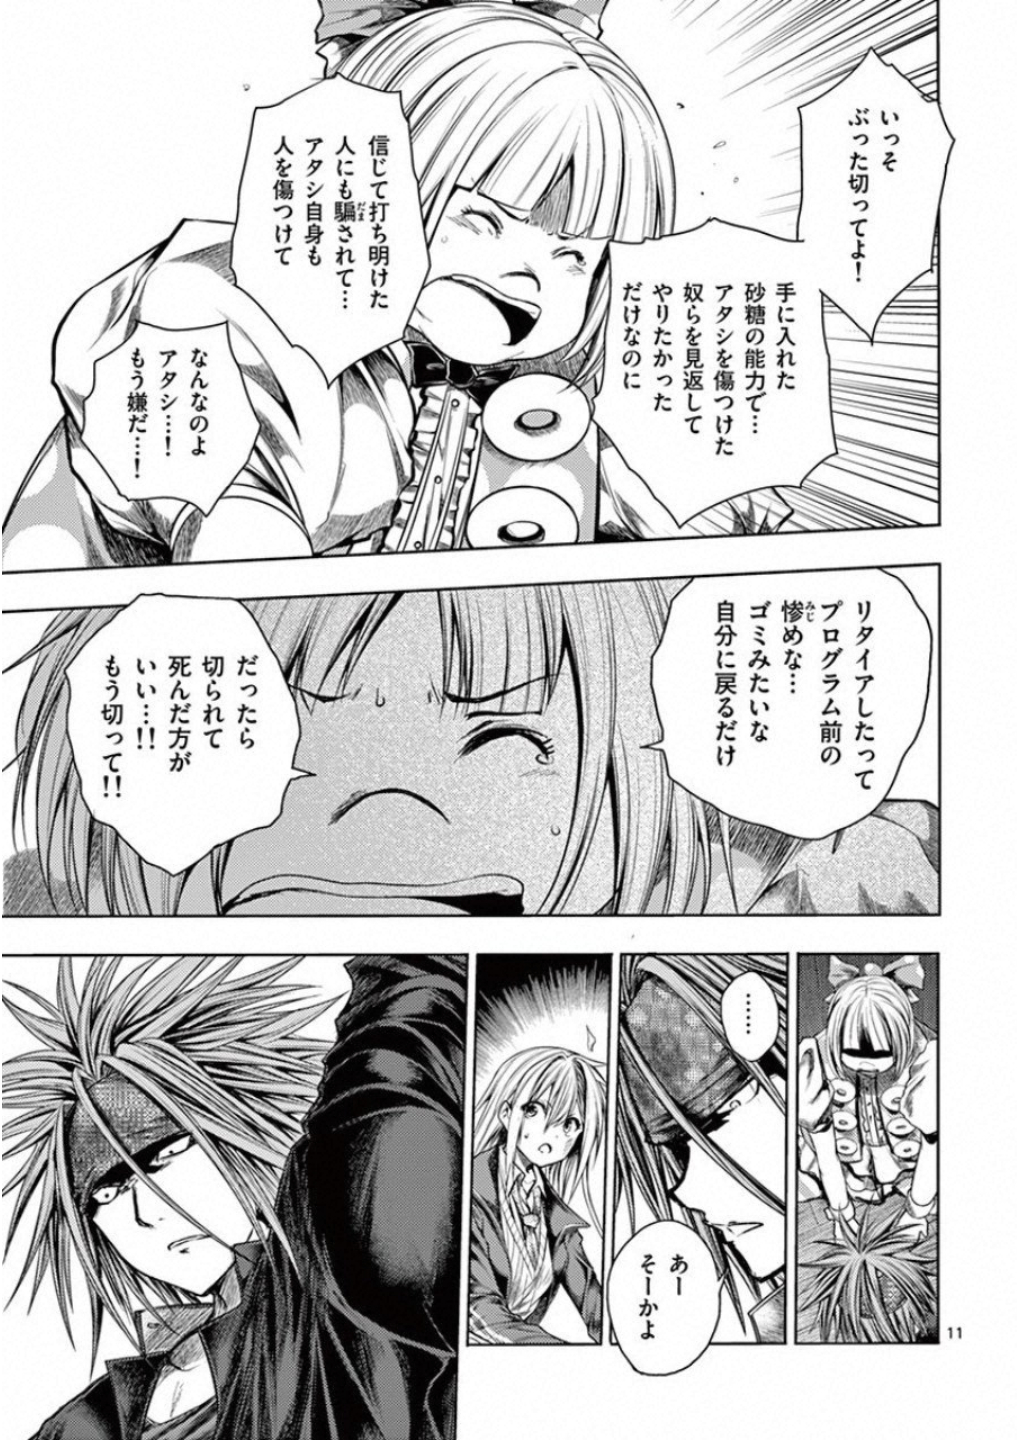 いっそ
ぶった切ってよ！
手に入れた
砂糖の能力で…
アタシを傷つけた
奴らを見返して
やりたかった
だけなのに
信じて打ち明けた
人にも騙されて…
だま
アタシ自身も
人を傷つけて
なんなのよ
アタシ…！
もう嫌だ…！
リタイアしたって
プログラム前の
惨めな…
みじ
ゴミみたいな
自分に戻るだけ
だったら
切られて
死んだ方が
いい…!!
もう切って!!
……
あー
そーかよ
11